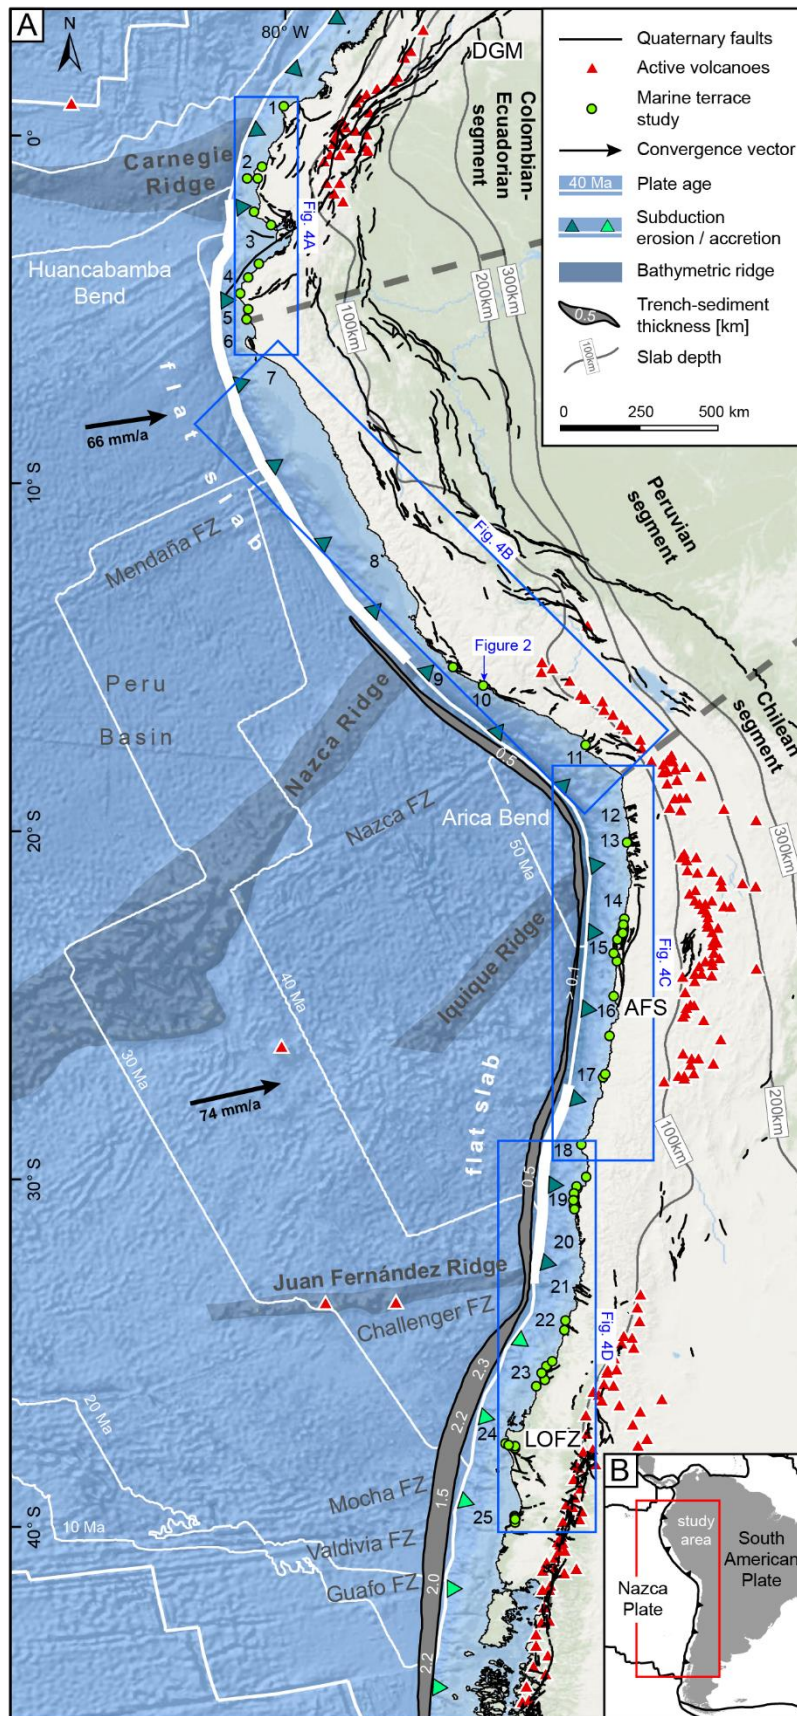 A
N
80° W
DGM
Colombian-
Ecuadorian
segment
Quaternary faults
Active volcanoes
Marine terrace
study
Convergence vector
40 Ma
Plate age
Subduction
erosion / accretion
Bathymetric ridge
0.5
Trench-sediment
thickness [km]
100km
Slab depth
0
250
500 km
0°
1
Carnegie
Ridge
2
3
Fig. 4A
Huancabamba
Bend
4
5
6
7
100km
200km
300km
flat slab
66 mm/a
10°S
Mendaña FZ
8
Fig. 4B
Peruvian
segment
Figure 2
9
10
Peru
Basin
Nazca Ridge
0.5
11
Chilean
segment
Nazca FZ
Arica Bend
20°S
50 Ma
12
13
300km
14
15
Fig. 4C
Iquique Ridge
> 0.1
16
AFS
40 Ma
30 Ma
74 mm/a
17
flat slab
200km
100km
18
30°S
0.5
19
20
Juan Fernández Ridge
21
Challenger FZ
22
Fig. 4D
2.3
23
20 Ma
2.2
24
LOFZ
Mocha FZ
1.5
25
10 Ma
40°S
Valdivia FZ
Guafo FZ
2.0
2.2
B
study
area
South
American
Plate
Nazca
Plate